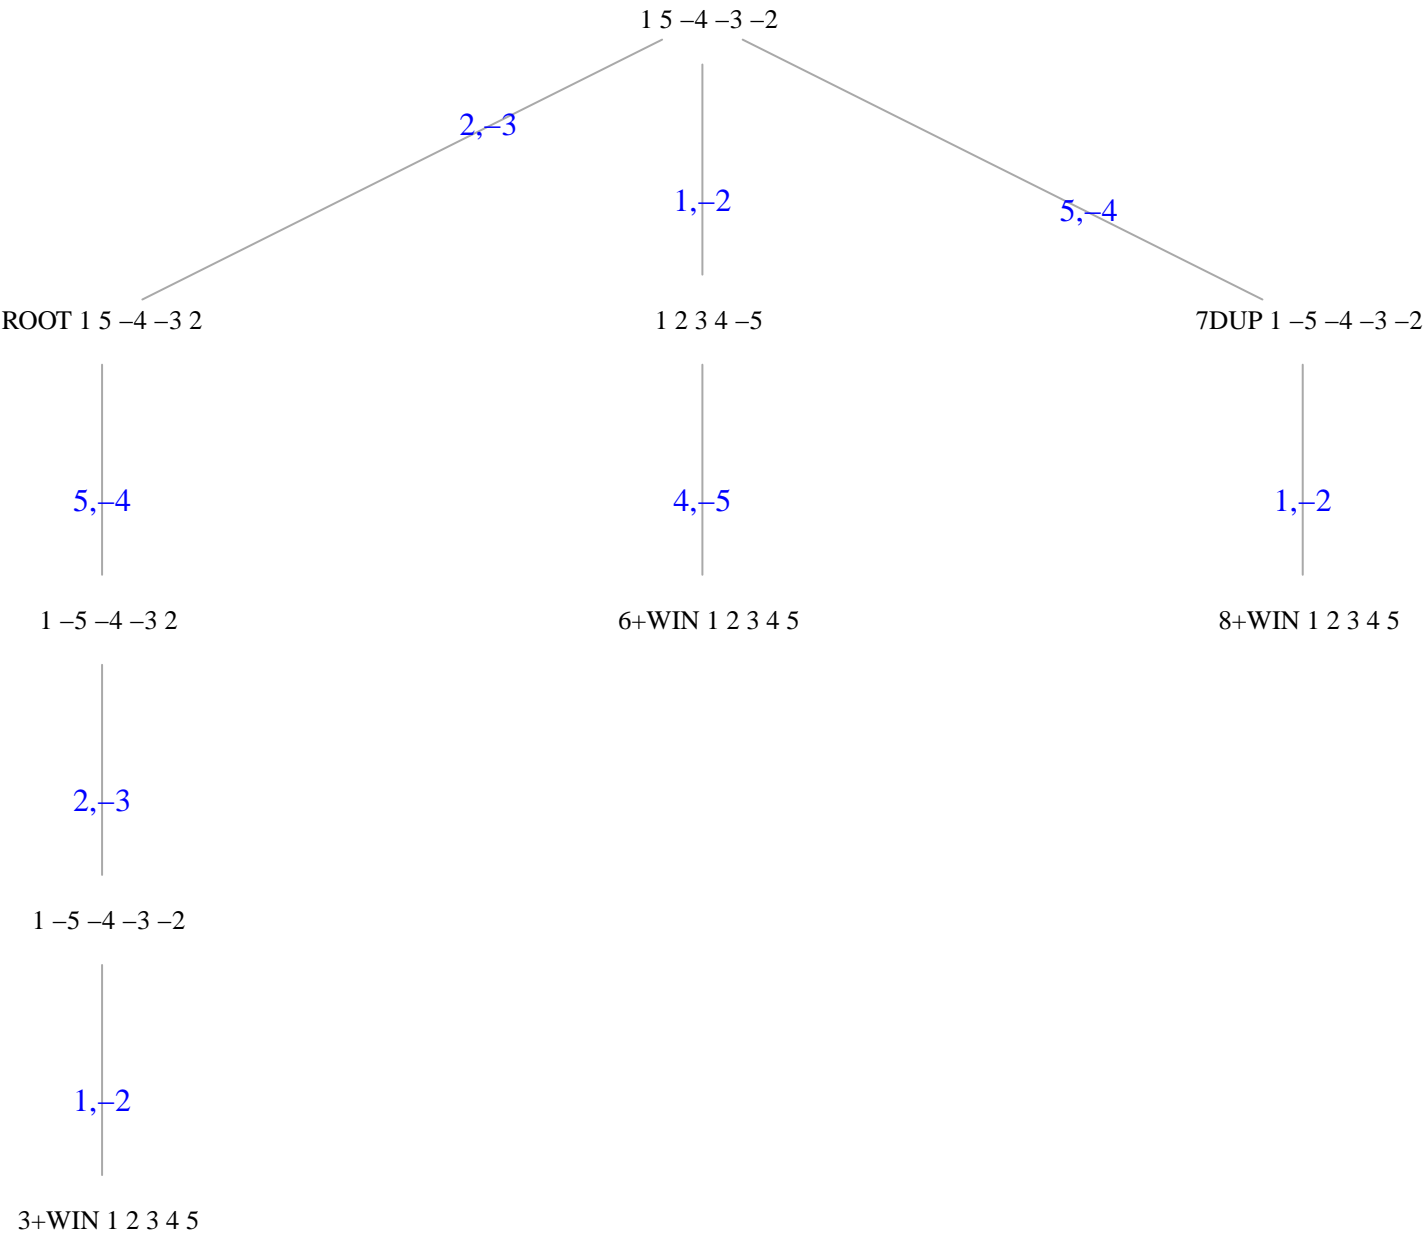 1 5 –4 –3 –2
2,–3
1,–2
5,–4
ROOT 1 5 –4 –3 2
1 2 3 4 –5
7DUP 1 –5 –4 –3 –2
5,–4
4,–5
1,–2
1 –5 –4 –3 2
6+WIN 1 2 3 4 5
8+WIN 1 2 3 4 5
2,–3
1 –5 –4 –3 –2
1,–2
3+WIN 1 2 3 4 5